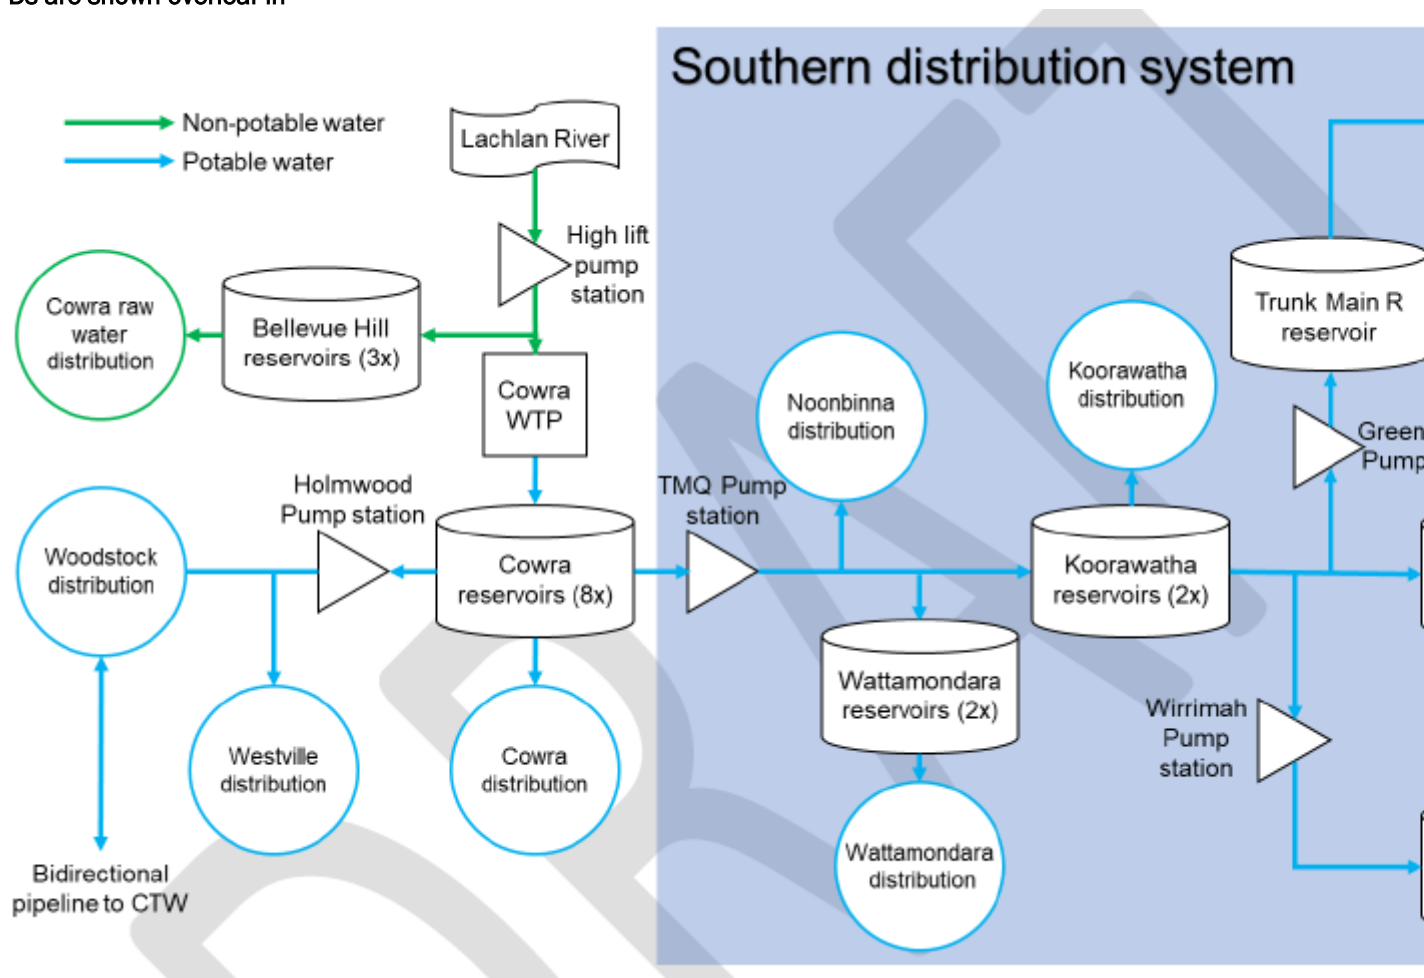 Southern distribution system
Non-potable water
Potable water
Lachlan River
High lift
pump
station
Cowra raw
water
distribution
Bellevue Hill
reservoirs (3x)
Cowra
WTP
Trunk Main R
reservoir
Koorawatha
distribution
Noonbinna
distribution
Green
Pump
Holmwood
Pump station
TMQ Pump
station
Woodstock
distribution
Cowra
reservoirs (8x)
Koorawatha
reservoirs (2x)
Wattamondara
reservoirs (2x)
Wirrimah
Pump
station
Westville
distribution
Cowra
distribution
Wattamondara
distribution
Bidirectional
pipeline to CTW
DRAFT